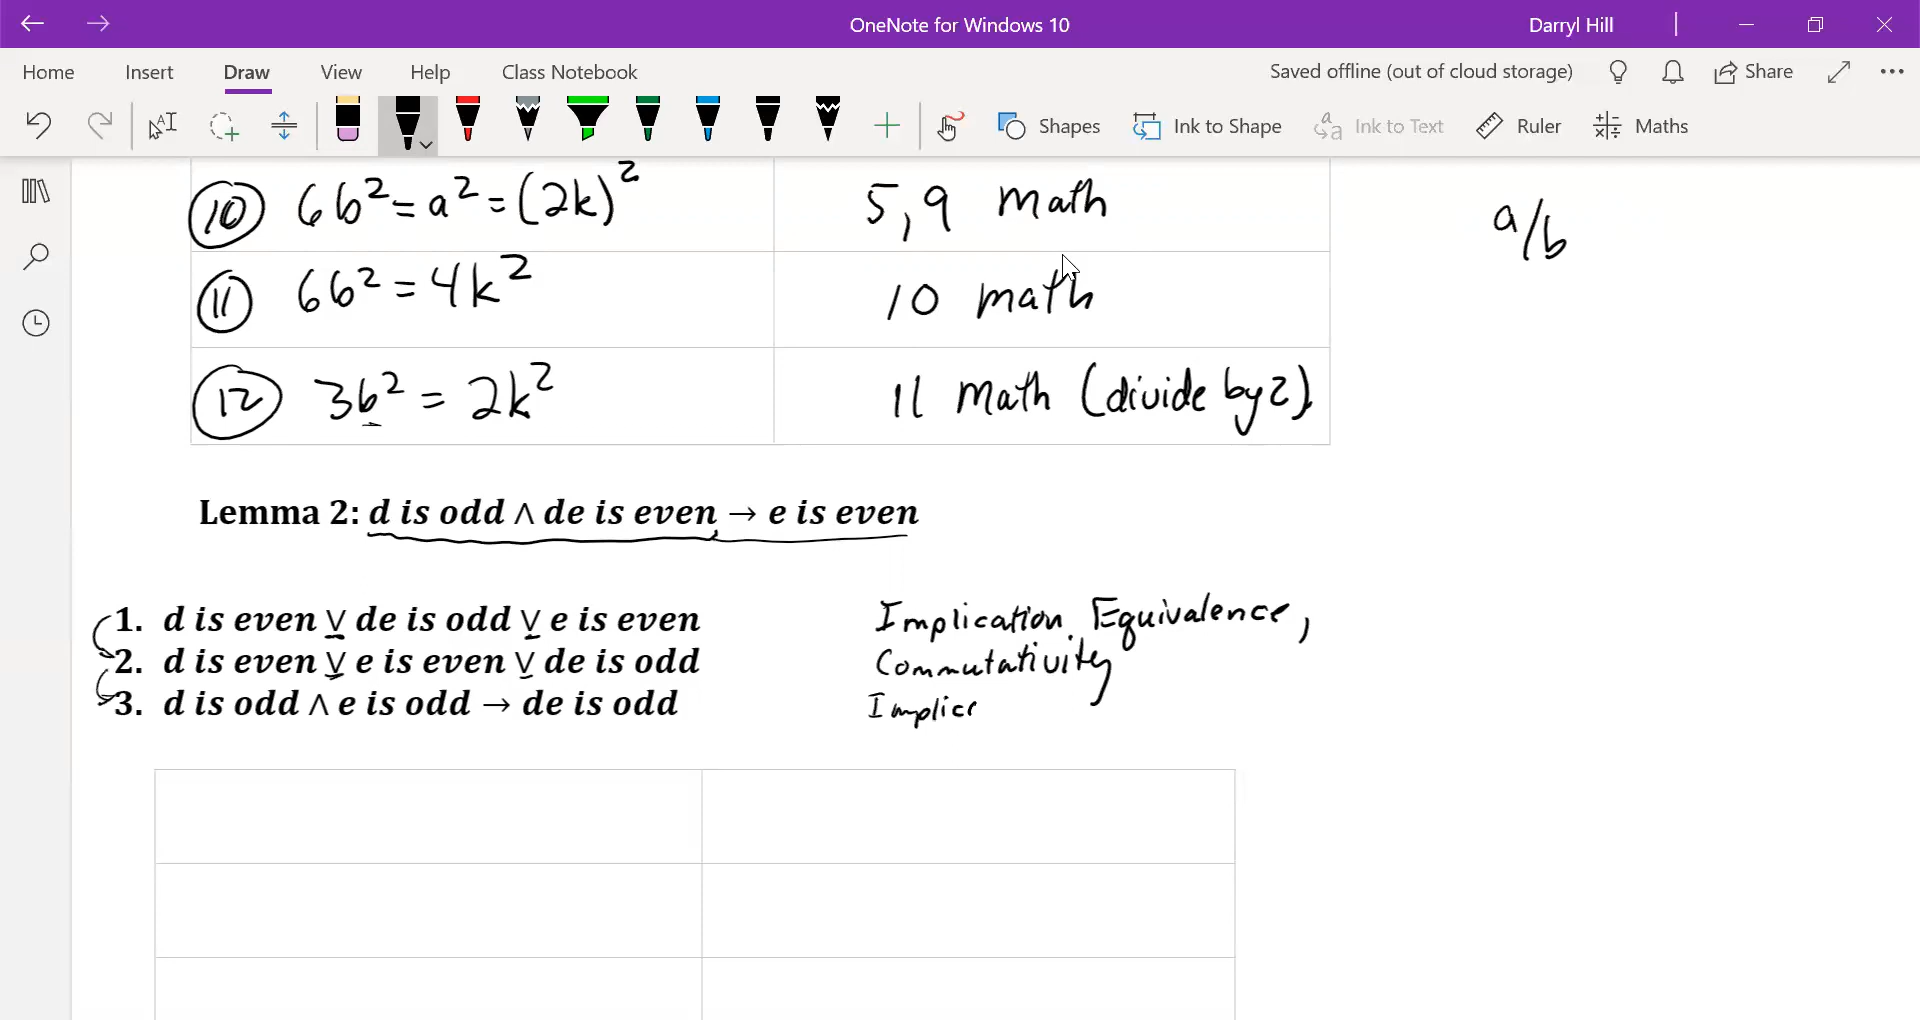 OneNote for Windows 10
Darryl Hill
Home Insert Draw View Help Class Notebook
Saved offline (out of cloud storage) Share
Shapes Ink to Shape Ink to Text Ruler Maths
⑩ 6b² = a² = (2k)² 5, 9 math
a/b
⑪ 6b² = 4k² 10 math
⑫ 3b² = 2k² 11 Math (divide by 2).
Lemma 2: d is odd ∧ de is even → e is even
1. d is even ∨ de is odd ∨ e is even Implication Equivalence,
2. d is even ∨ e is even ∨ de is odd Commutativity
3. d is odd ∧ e is odd → de is odd Implic